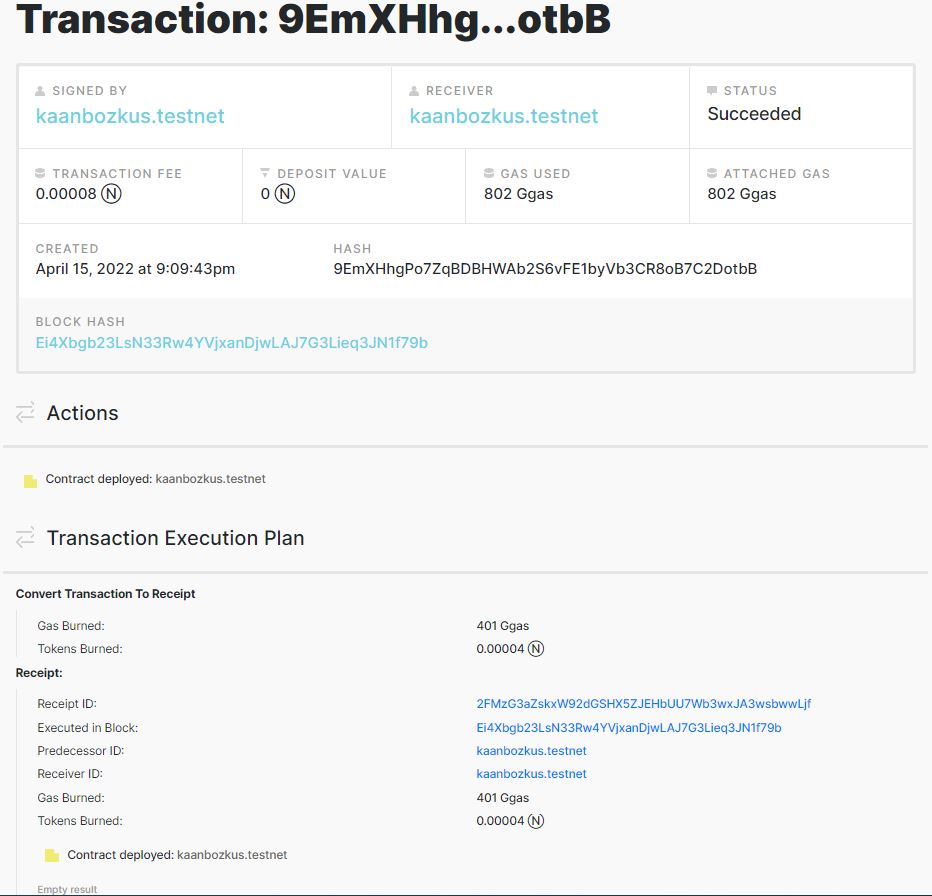 Transaction: 9EmXHhg...otbB
SIGNED BY
kaanbozkus.testnet
RECEIVER
kaanbozkus.testnet
STATUS
Succeeded
TRANSACTION FEE
0.00008 Ⓝ
DEPOSIT VALUE
0 Ⓝ
GAS USED
802 Ggas
ATTACHED GAS
802 Ggas
CREATED
April 15, 2022 at 9:09:43pm
HASH
9EmXHhgPo7ZqBDBHWAb2S6vFE1byVb3CR8oB7C2DotbB
BLOCK HASH
Ei4Xbgb23LsN33Rw4YVjxanDjwLAJ7G3Lieq3JN1f79b
Actions
Contract deployed: kaanbozkus.testnet
Transaction Execution Plan
Convert Transaction To Receipt
Gas Burned: 401 Ggas
Tokens Burned: 0.00004 Ⓝ
Receipt:
Receipt ID: 2FMzG3aZskxW92dGSHX5ZJEHbUU7Wb3wxJA3wsbwwLjf
Executed in Block: Ei4Xbgb23LsN33Rw4YVjxanDjwLAJ7G3Lieq3JN1f79b
Predecessor ID: kaanbozkus.testnet
Receiver ID: kaanbozkus.testnet
Gas Burned: 401 Ggas
Tokens Burned: 0.00004 Ⓝ
Contract deployed: kaanbozkus.testnet
Empty result